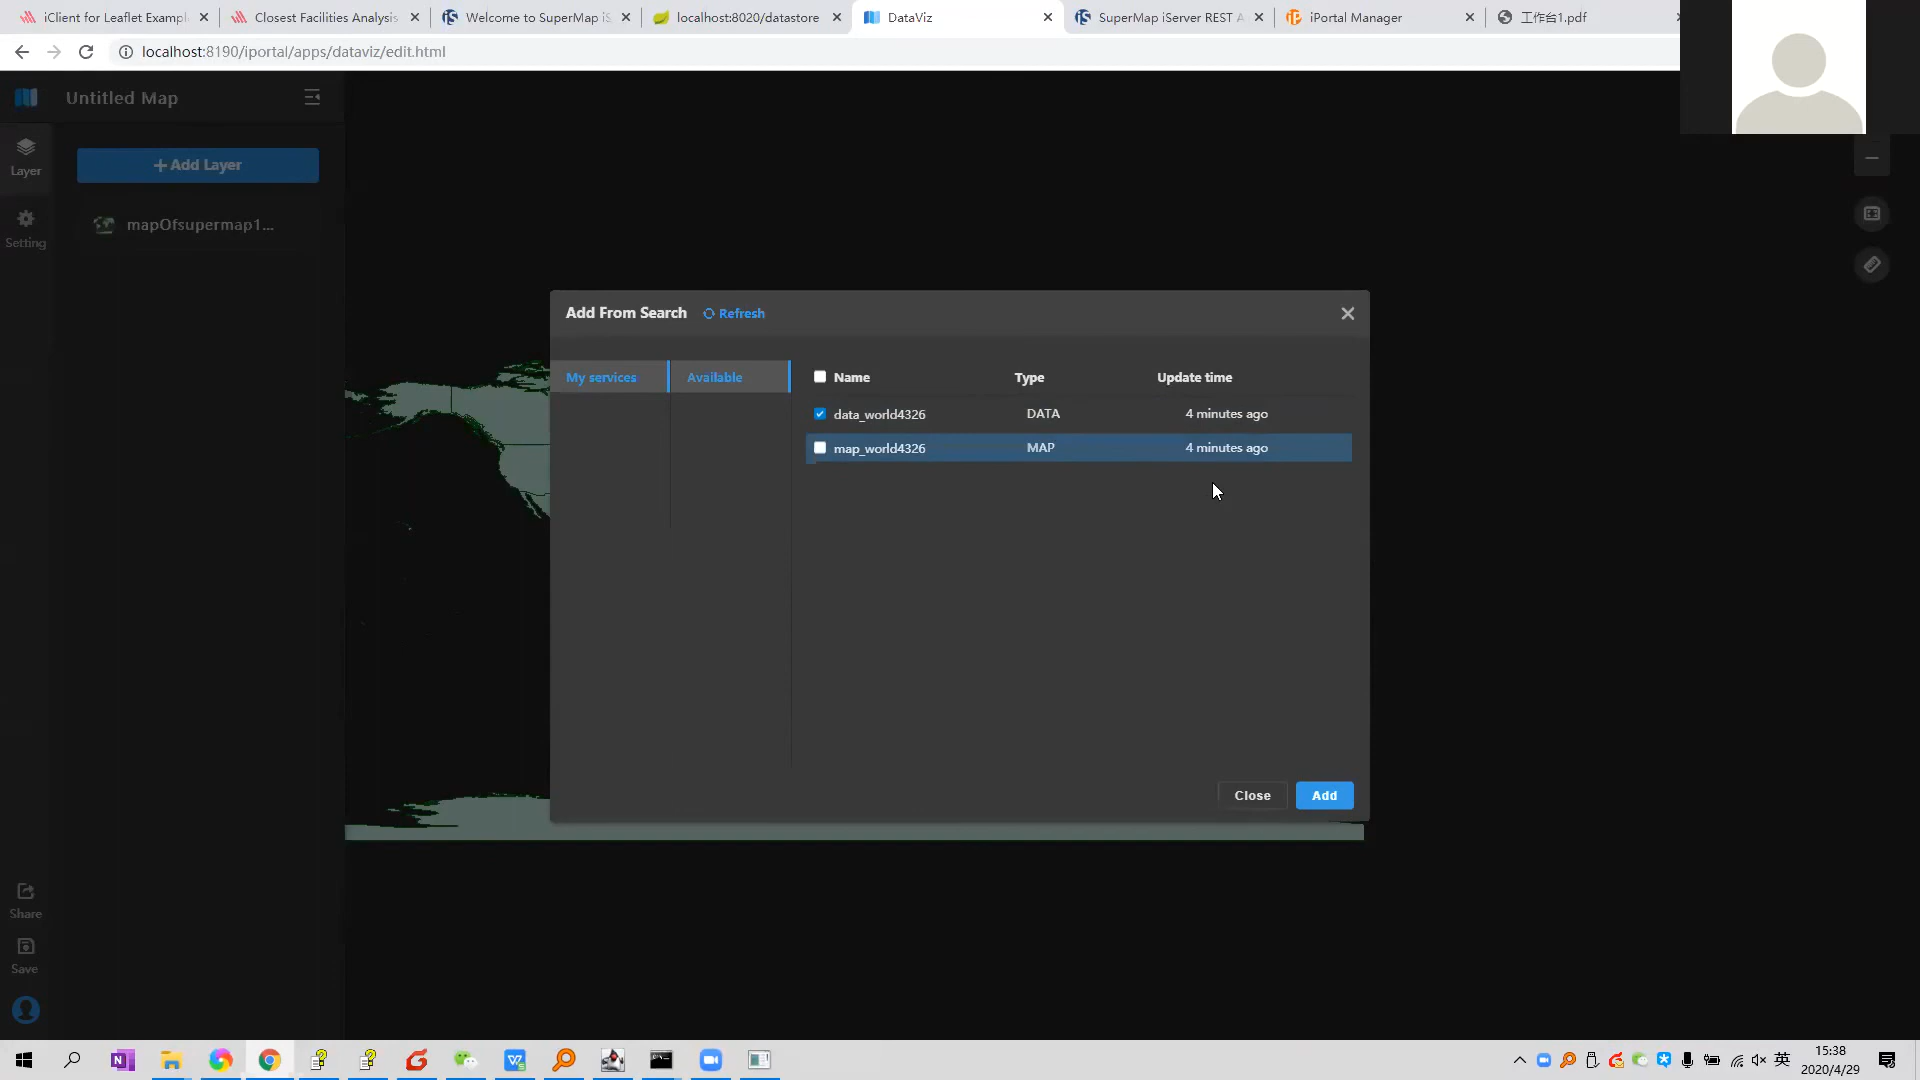 iClient for Leaflet Exampl
Closest Facilities Analysis
Welcome to SuperMap iS
localhost:8020/datastore
DataViz
SuperMap iServer REST A
iPortal Manager
工作台1.pdf
localhost:8190/iportal/apps/dataviz/edit.html
Untitled Map
Layer
+ Add Layer
mapOfsupermap1...
Setting
Add From Search
Refresh
My services
Available
Name Type Update time
data_world4326 DATA 4 minutes ago
map_world4326 MAP 4 minutes ago
Close
Add
Share
Save
英
15:38
2020/4/29